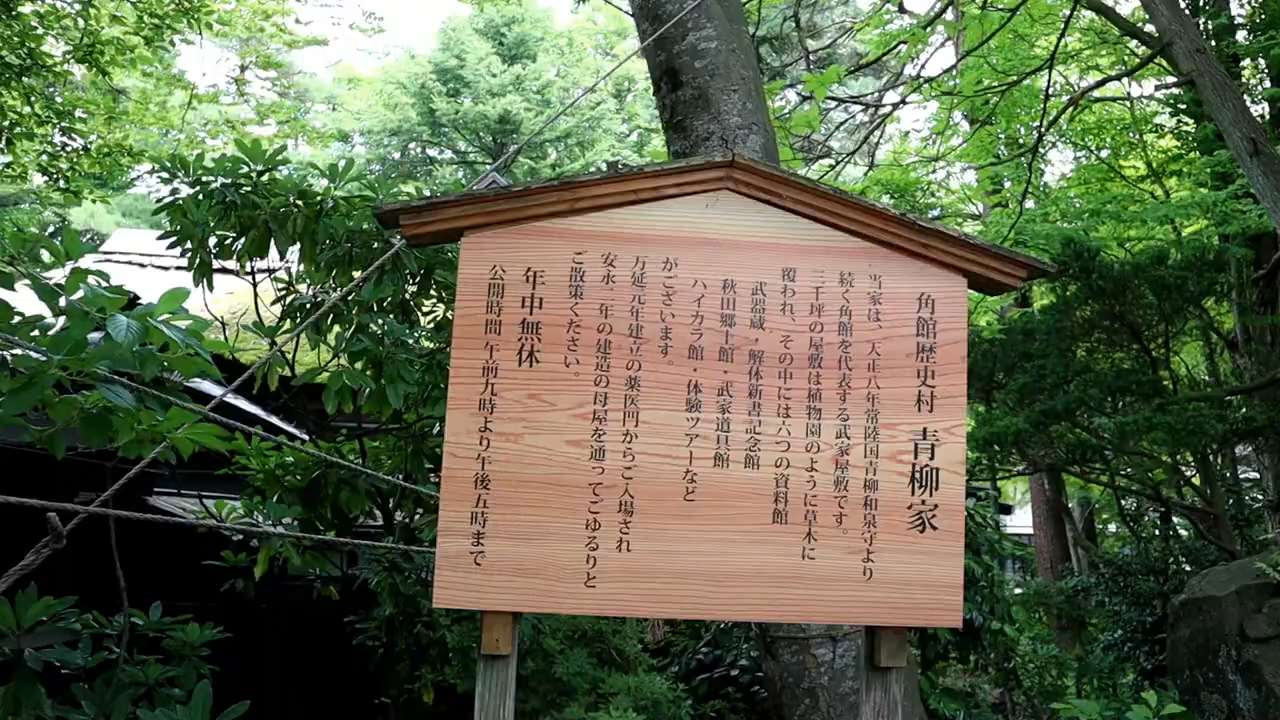 角館歴史村 青柳家
当家は、天正八年常陸国青柳和泉守より
続く角館を代表する武家屋敷です。
三千坪の屋敷は植物園のように草木に
覆われ、その中には六つの資料館
武器蔵・解体新書記念館
秋田郷土館・武家道具館
ハイカラ館・体験ツアーなど
がございます。
万延元年建立の薬医門からご入場され
安永 年の建造の母屋を通ってごゆるりと
ご散策ください。
年中無休
公開時間 午前九時より午後五時まで